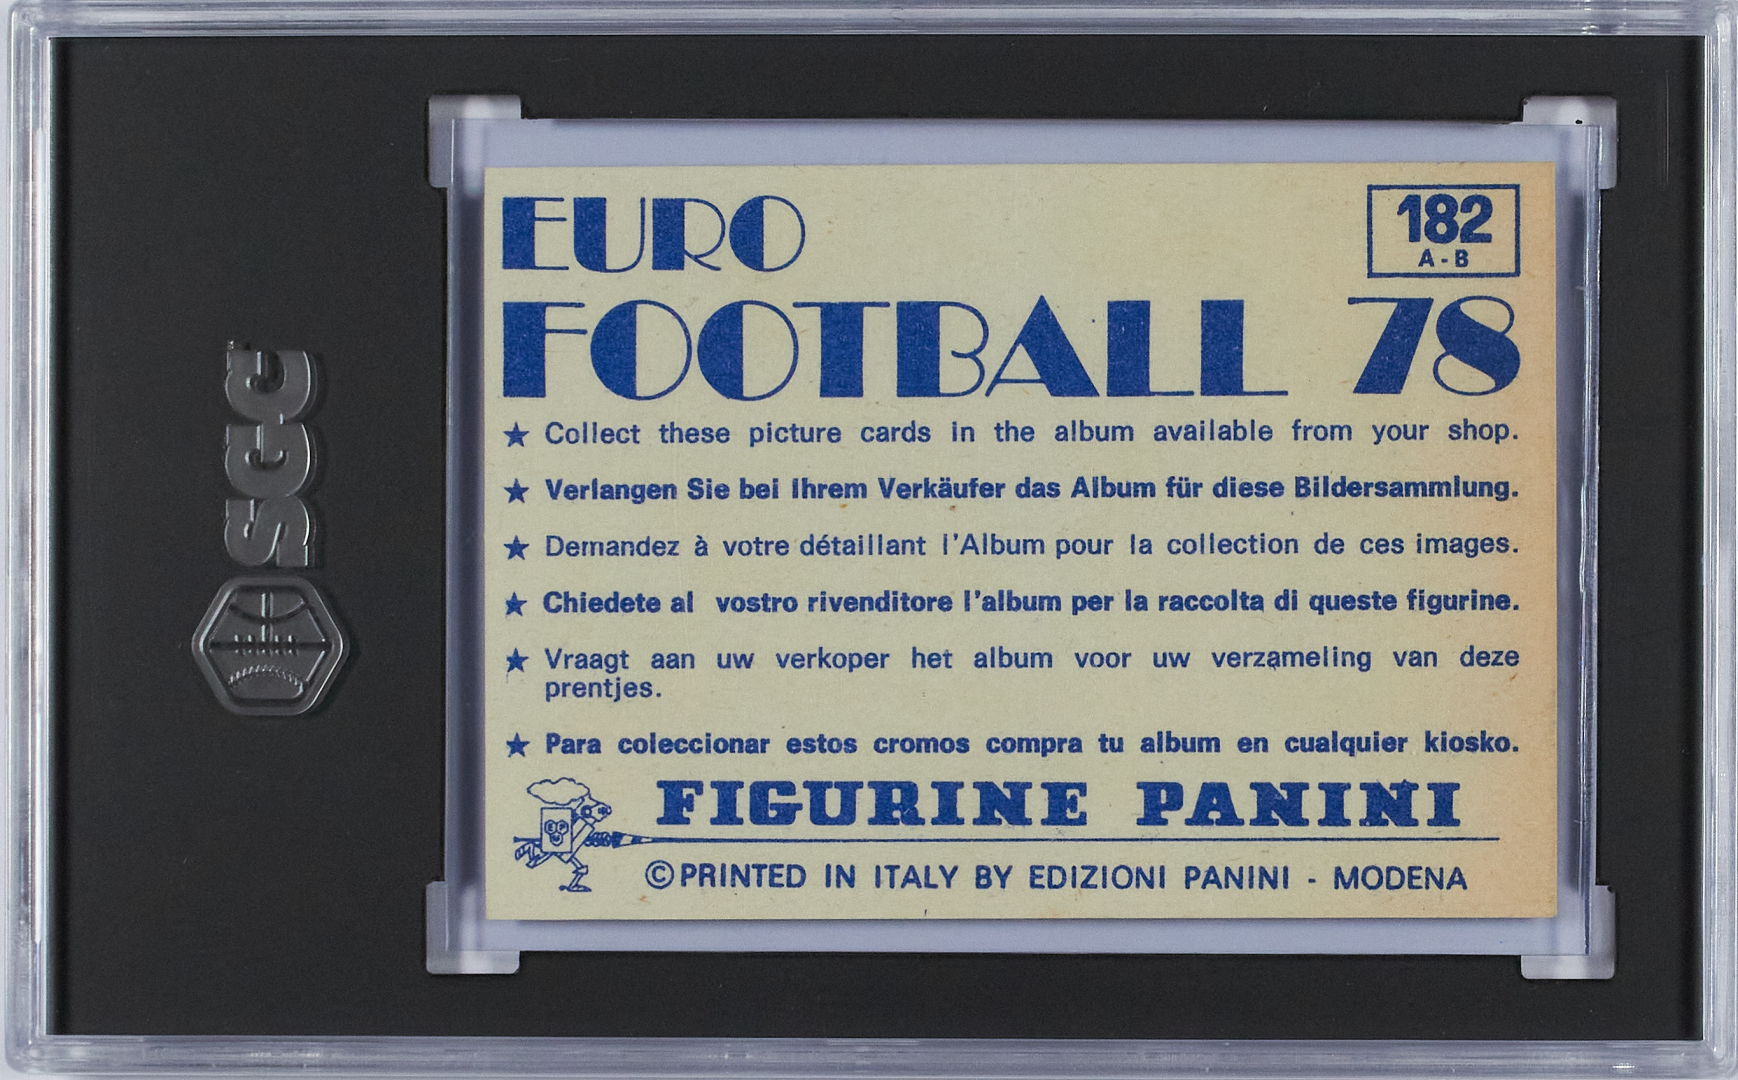 EURO
182
A - B
FOOTBALL 78
★ Collect these picture cards in the album available from your shop.
★ Verlangen Sie bei Ihrem Verkäufer das Album für diese Bildersammlung.
★ Demandez à votre détaillant l'Album pour la collection de ces images.
★ Chiedete al vostro rivenditore l'album per la raccolta di queste figurine.
★ Vraagt aan uw verkoper het album voor uw verzameling van deze
prentjes.
★ Para coleccionar estos cromos compra tu album en cualquier kiosko.
FIGURINE PANINI
©PRINTED IN ITALY BY EDIZIONI PANINI - MODENA
SGC